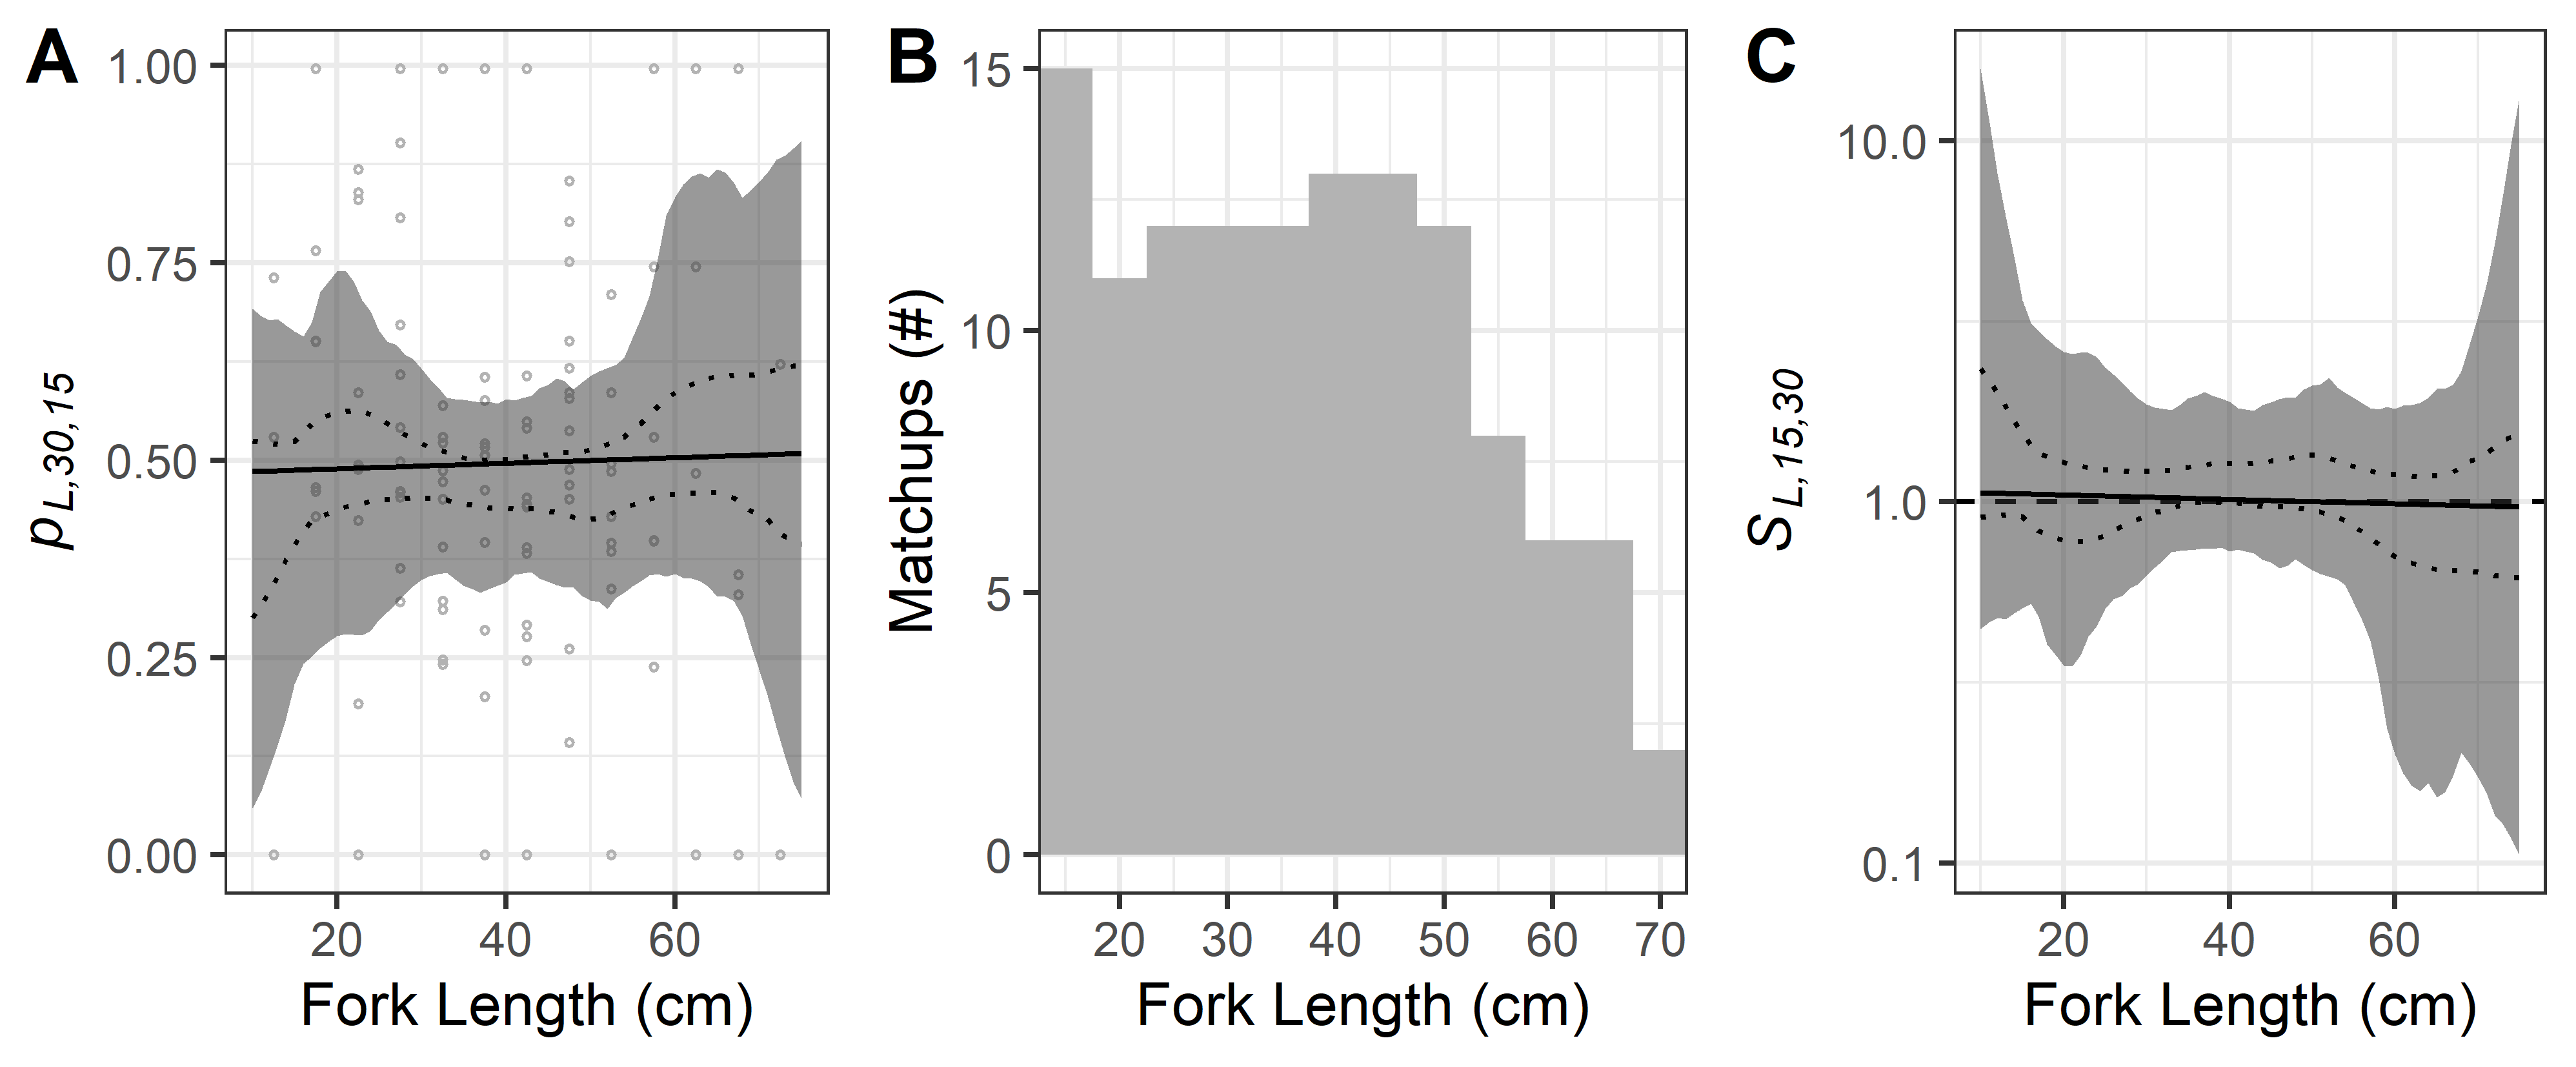 A
1.00
0.75
0.50
0.25
0.00
p L,30,15
20 40 60
Fork Length (cm)
B
15
10
5
0
Matchups (#)
20 30 40 50 60 70
Fork Length (cm)
C
10.0
1.0
0.1
S L,15,30
20 40 60
Fork Length (cm)